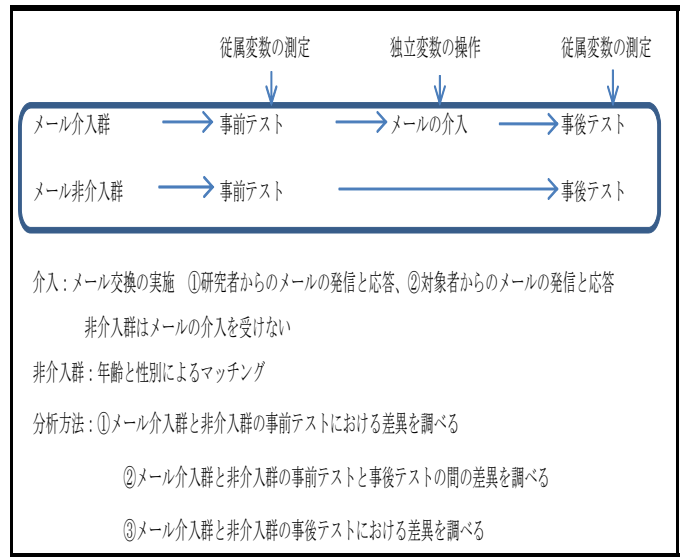 従属変数の測定 独立変数の操作 従属変数の測定
メール介入群 事前テスト メールの介入 事後テスト
メール非介入群 事前テスト 事後テスト
介入：メール交換の実施 ①研究者からのメールの発信と応答、②対象者からのメールの発信と応答
非介入群はメールの介入を受けない
非介入群：年齢と性別によるマッチング
分析方法：①メール介入群と非介入群の事前テストにおける差異を調べる
②メール介入群と非介入群の事前テストと事後テストの間の差異を調べる
③メール介入群と非介入群の事後テストにおける差異を調べる